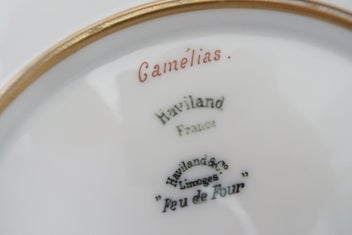 Camélias.
Haviland
France
Haviland & Co
Limoges
"Feu de Four"